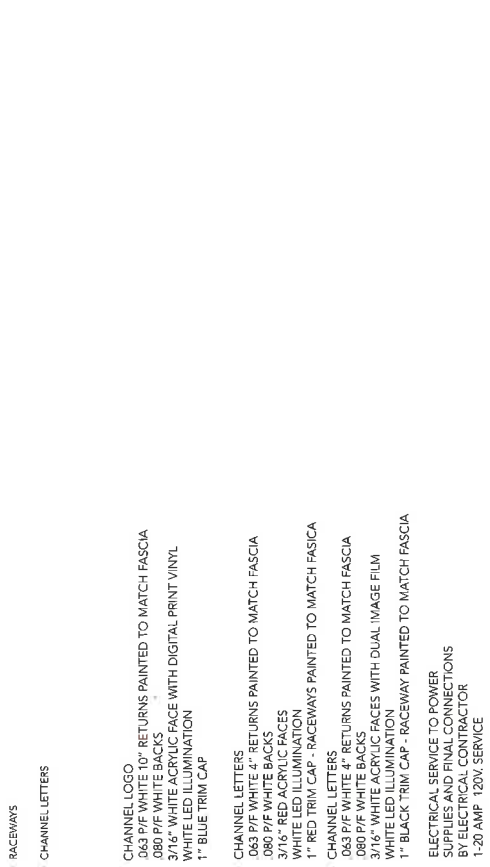 RACEWAYS
CHANNEL LETTERS
CHANNEL LOGO
.063 P/F WHITE 10" RETURNS PAINTED TO MATCH FASCIA
.080 P/F WHITE BACKS
3/16" WHITE ACRYLIC FACE WITH DIGITAL PRINT VINYL
WHITE LED ILLUMINATION
1" BLUE TRIM CAP
CHANNEL LETTERS
.063 P/F WHITE 4" RETURNS PAINTED TO MATCH FASCIA
.080 P/F WHITE BACKS
3/16" RED ACRYLIC FACES
WHITE LED ILLUMINATION
1" RED TRIM CAP - RACEWAYS PAINTED TO MATCH FASICA
CHANNEL LETTERS
.063 P/F WHITE 4" RETURNS PAINTED TO MATCH FASCIA
.080 P/F WHITE BACKS
3/16" WHITE ACRYLIC FACES WITH DUAL IMAGE FILM
WHITE LED ILLUMINATION
1" BLACK TRIM CAP - RACEWAY PAINTED TO MATCH FASCIA
ELECTRICAL SERVICE TO POWER
SUPPLIES AND FINAL CONNECTIONS
BY ELECTRICAL CONTRACTOR
1-20 AMP 120V. SERVICE